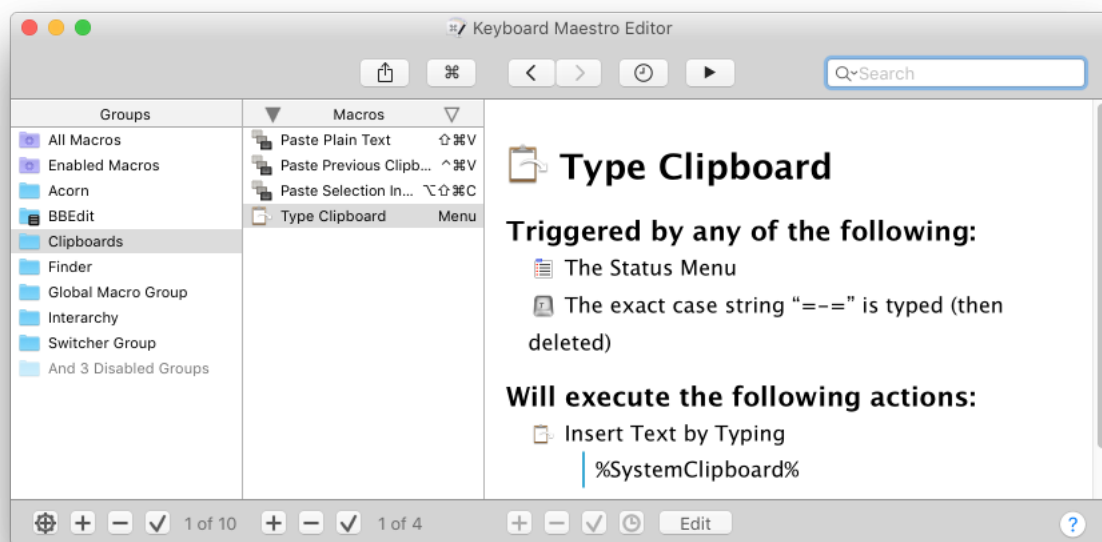 Keyboard Maestro Editor
⌘
Search
Groups
All Macros
Enabled Macros
Acorn
BBEdit
Clipboards
Finder
Global Macro Group
Interarchy
Switcher Group
And 3 Disabled Groups
Macros
Paste Plain Text ⇧⌘V
Paste Previous Clipb... ^⌘V
Paste Selection In... ⌥⇧⌘C
Type Clipboard Menu
Type Clipboard
Triggered by any of the following:
The Status Menu
The exact case string “=-=” is typed (then
deleted)
Will execute the following actions:
Insert Text by Typing
%SystemClipboard%
1 of 10
1 of 4
Edit
?